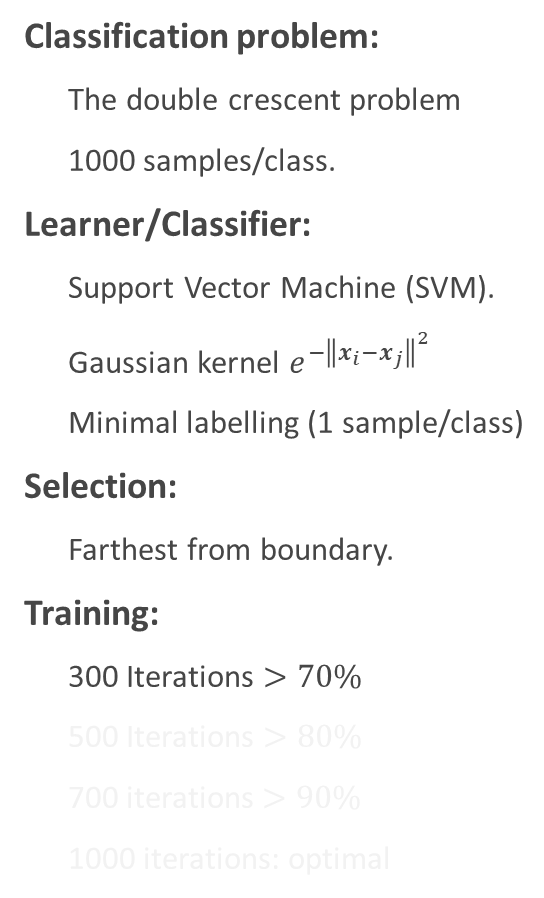 Classification problem:
The double crescent problem
1000 samples/class.
Learner/Classifier:
Support Vector Machine (SVM).
Gaussian kernel e^{-‖x_i−x_j‖^2}
Minimal labelling (1 sample/class)
Selection:
Farthest from boundary.
Training:
300 Iterations > 70%
500 Iterations > 80%
700 iterations > 90%
1000 iterations: optimal